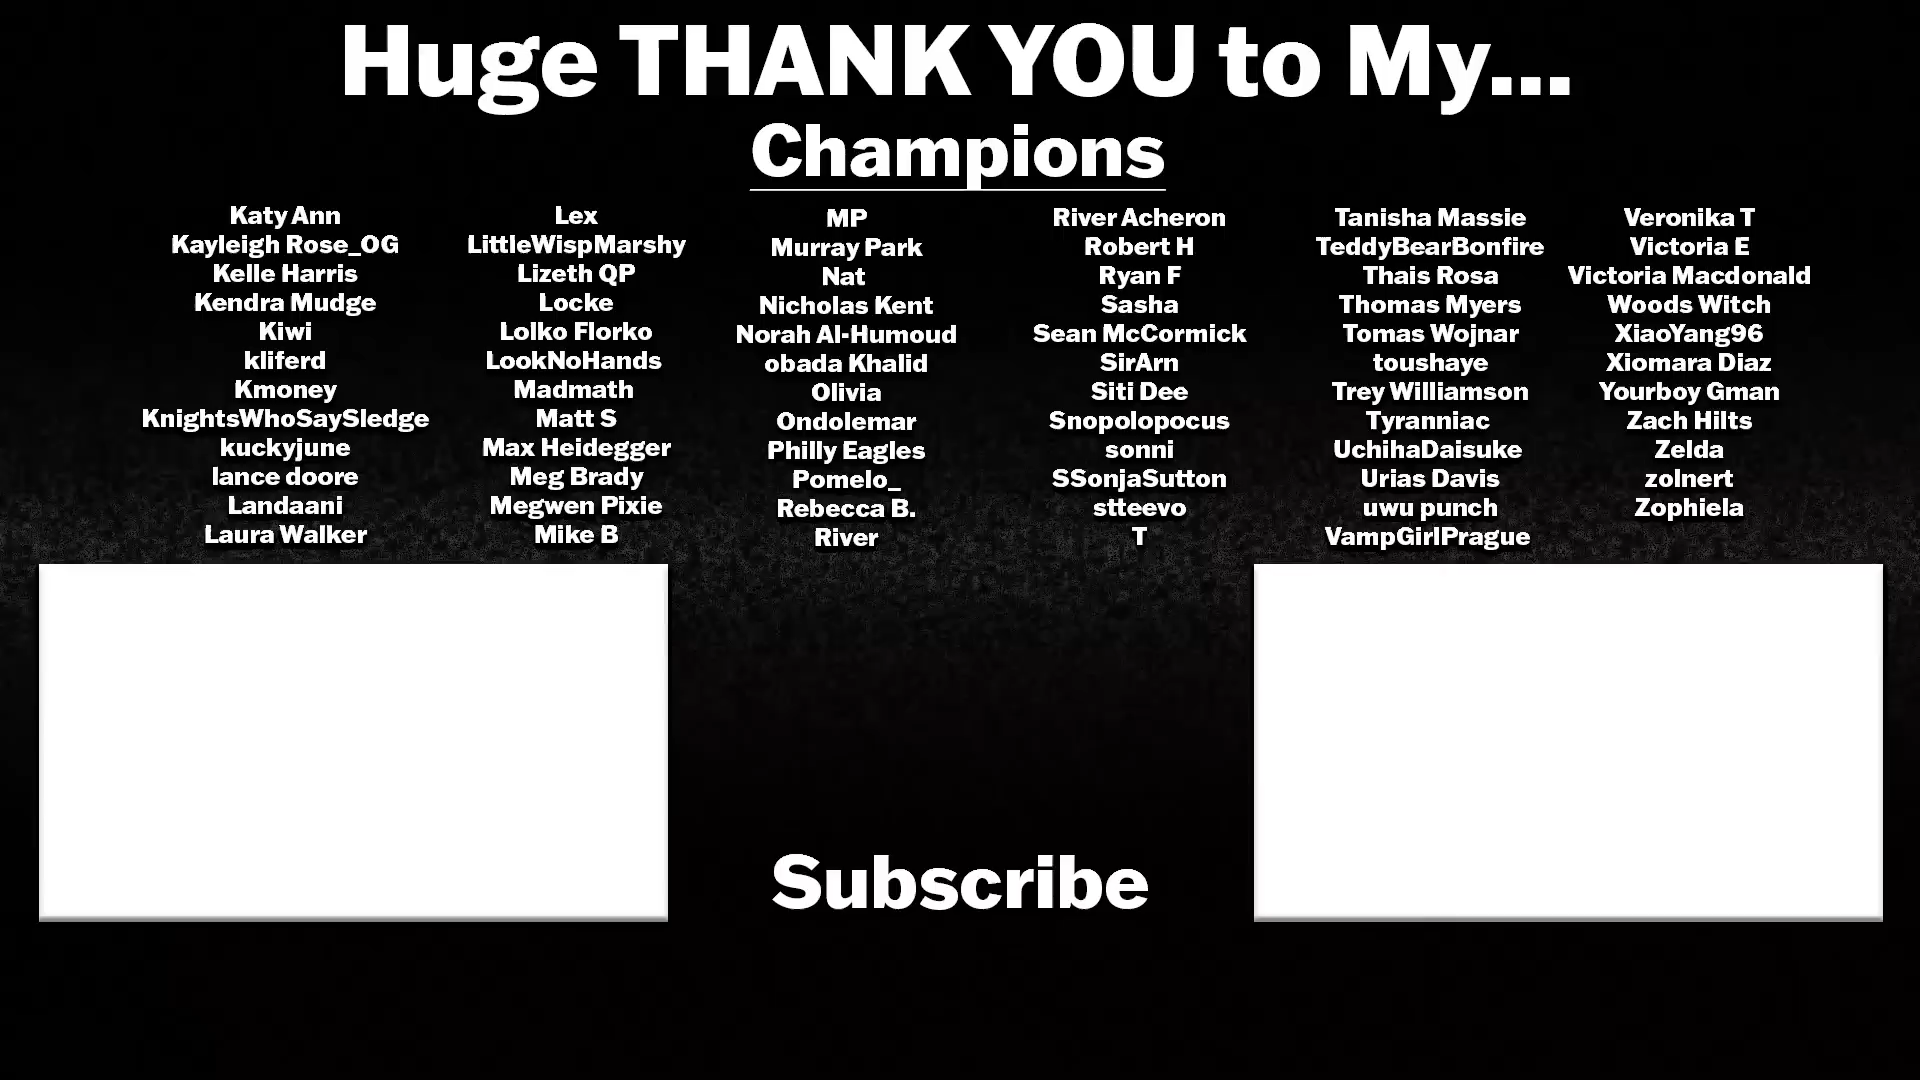 Huge THANK YOU to My...
Champions
Katy Ann
Kayleigh Rose_OG
Kelle Harris
Kendra Mudge
Kiwi
kliferd
Kmoney
KnightsWhoSaySledge
kuckyjune
lance doore
Landaani
Laura Walker
Lex
LittleWispMarshy
Lizeth QP
Locke
Lolko Florko
LookNoHands
Madmath
Matt S
Max Heidegger
Meg Brady
Megwen Pixie
Mike B
MP
Murray Park
Nat
Nicholas Kent
Norah Al-Humoud
obada Khalid
Olivia
Ondolemar
Philly Eagles
Pomelo_
Rebecca B.
River
River Acheron
Robert H
Ryan F
Sasha
Sean McCormick
SirArn
Siti Dee
Snopolopocus
sonni
SSonjaSutton
stteevo
T
Tanisha Massie
TeddyBearBonfire
Thais Rosa
Thomas Myers
Tomas Wojnar
toushaye
Trey Williamson
Tyranniac
UchihaDaisuke
Urias Davis
uwu punch
VampGirlPrague
Veronika T
Victoria E
Victoria Macdonald
Woods Witch
XiaoYang96
Xiomara Diaz
Yourboy Gman
Zach Hilts
Zelda
zolnert
Zophiela
Subscribe